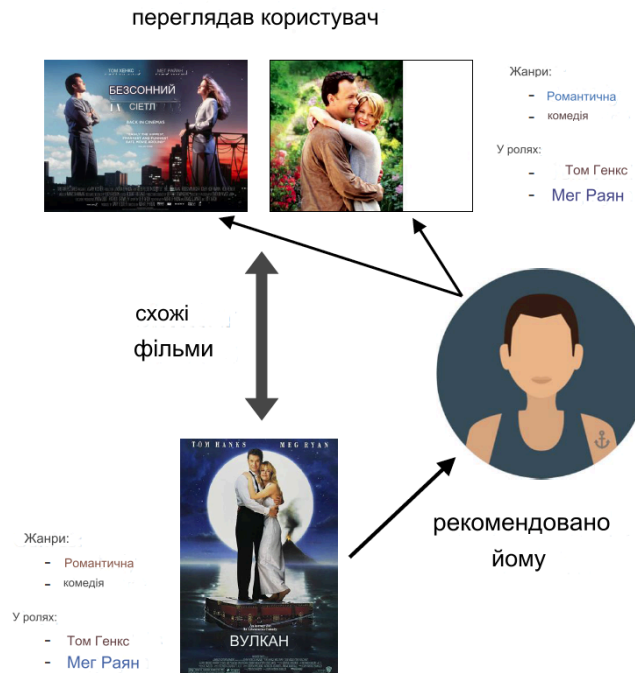 переглядав користувач
ТОМ ГЕНКС МЕГ РАЯН
БЕЗСОННИЙ
СІЕТЛ
Жанри:
- Романтична
- комедія
У ролях:
- Том Генкс
- Мег Раян
схожі
фільми
TOM HANKS MEG RYAN
ВУЛКАН
рекомендовано
йому
Жанри:
- Романтична
- комедія
У ролях:
- Том Генкс
- Мег Раян